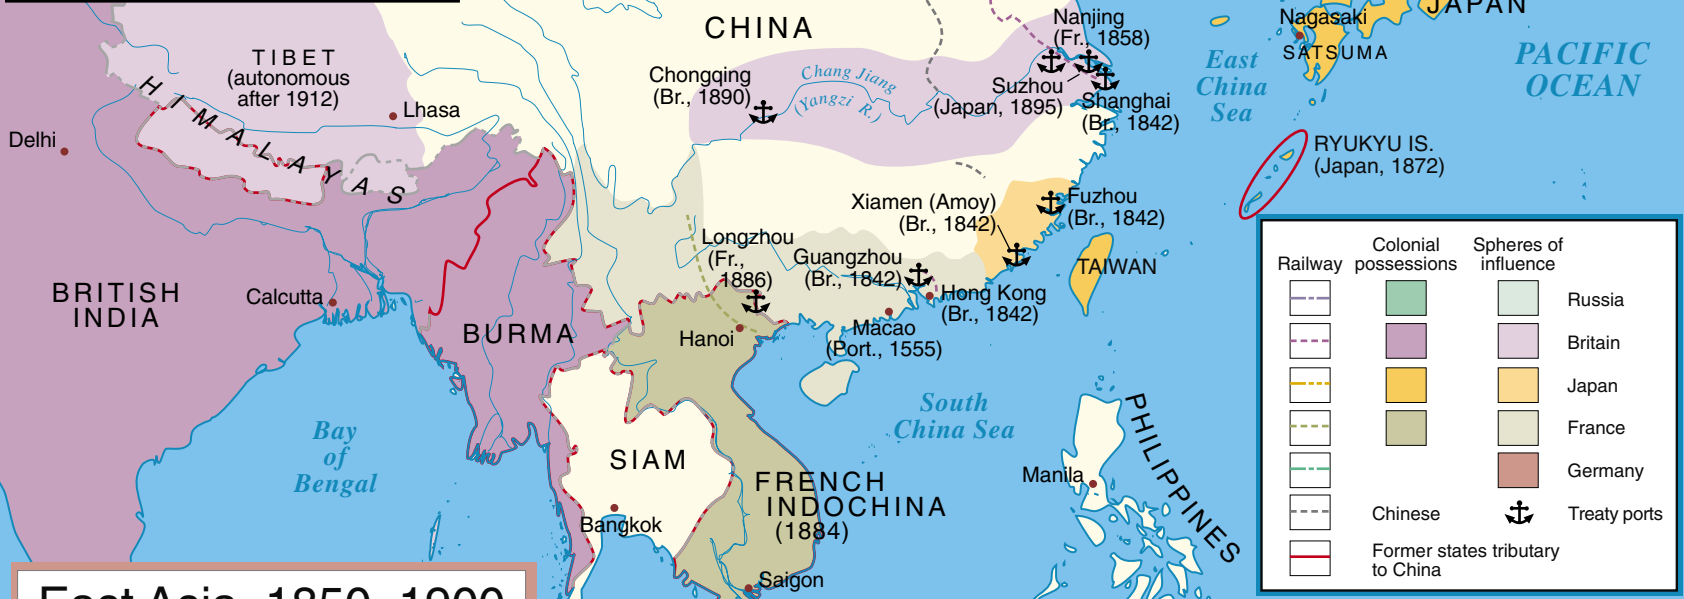 CHINA
Nanjing
(Fr., 1858)
JAPAN
Nagasaki
SATSUMA
East
China
Sea
PACIFIC
OCEAN
TIBET
(autonomous
after 1912)
Chongqing
(Br., 1890)
Chang Jiang
(Yangzi R.)
Suzhou
(Japan, 1895)
Shanghai
(Br., 1842)
HIMALAYAS
Lhasa
Delhi
RYUKYU IS.
(Japan, 1872)
Xiamen (Amoy)
(Br., 1842)
Fuzhou
(Br., 1842)
Longzhou
(Fr.,
1886)
Guangzhou
(Br., 1842)
TAIWAN
BRITISH
INDIA
Calcutta
BURMA
Hanoi
Hong Kong
(Br., 1842)
Macao
(Port., 1555)
Bay
of
Bengal
South
China Sea
SIAM
Bangkok
FRENCH
INDOCHINA
(1884)
Saigon
Manila
PHILIPPINES
Railway
Colonial
possessions
Spheres of
influence
Russia
Britain
Japan
France
Germany
Chinese
Treaty ports
Former states tributary
to China
East Asia, 1850–1900